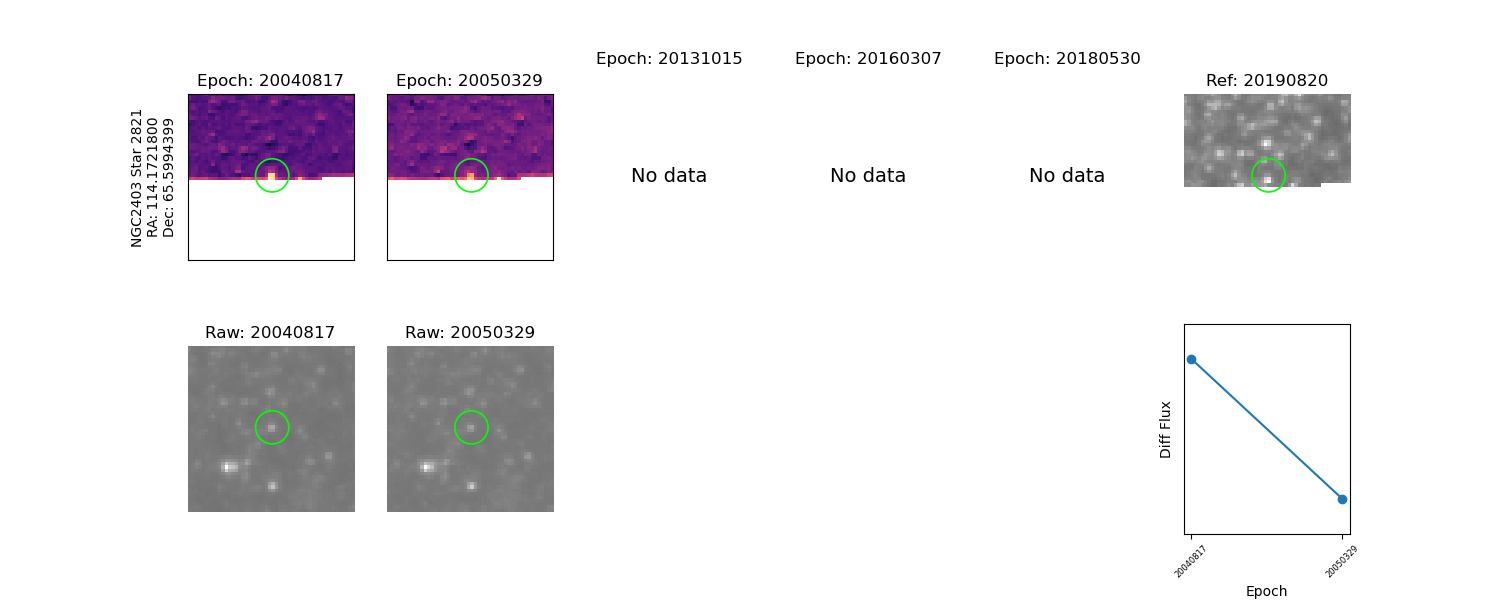 Epoch: 20040817
Epoch: 20050329
Epoch: 20131015
Epoch: 20160307
Epoch: 20180530
Ref: 20190820
NGC2403 Star 2821
RA: 114.1721800
Dec: 65.5994399
No data
No data
No data
Raw: 20040817
Raw: 20050329
Diff Flux
20040817
20050329
Epoch